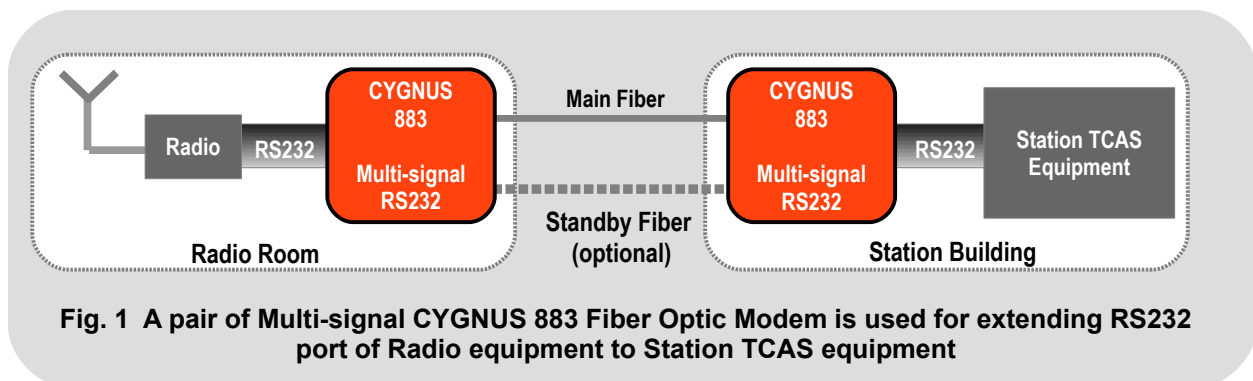 CYGNUS
883
Multi-signal
RS232
Radio
RS232
Radio Room
Main Fiber
Standby Fiber
(optional)
CYGNUS
883
Multi-signal
RS232
RS232
Station TCAS
Equipment
Station Building
Fig. 1 A pair of Multi-signal CYGNUS 883 Fiber Optic Modem is used for extending RS232
port of Radio equipment to Station TCAS equipment